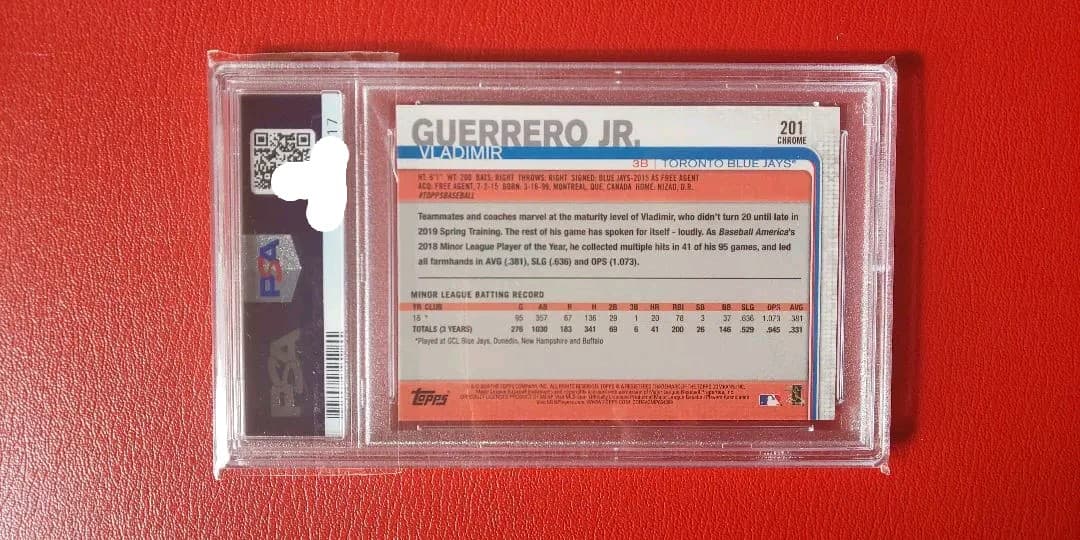 GUERRERO JR.
201
CHROME
VLADIMIR
3B | TORONTO BLUE JAYS®
HT: 6'1" WT: 200 BATS: RIGHT THROWS: RIGHT SIGNED: BLUE JAYS-2015 AS FREE AGENT
ACQ: FREE AGENT, 7-2-15 BORN: 3-16-99, MONTREAL, QUE, CANADA HOME: NIZAO, D.R.
#TOPPSBASEBALL
Teammates and coaches marvel at the maturity level of Vladimir, who didn't turn 20 until late in
2019 Spring Training. The rest of his game has spoken for itself - loudly. As Baseball America's
2018 Minor League Player of the Year, he collected multiple hits in 41 of his 95 games, and led
all farmhands in AVG (.381), SLG (.636) and OPS (1.073).
MINOR LEAGUE BATTING RECORD
YR CLUB G AB R H 2B 3B HR RBI SB BB SLG OPS AVG
18 * 95 357 67 136 29 1 20 78 3 37 .636 1.073 .381
TOTALS (3 YEARS) 276 1030 183 341 69 6 41 200 26 146 .529 .945 .331
*Played at GCL Blue Jays, Dunedin, New Hampshire and Buffalo
Topps
PSA
PSA
17